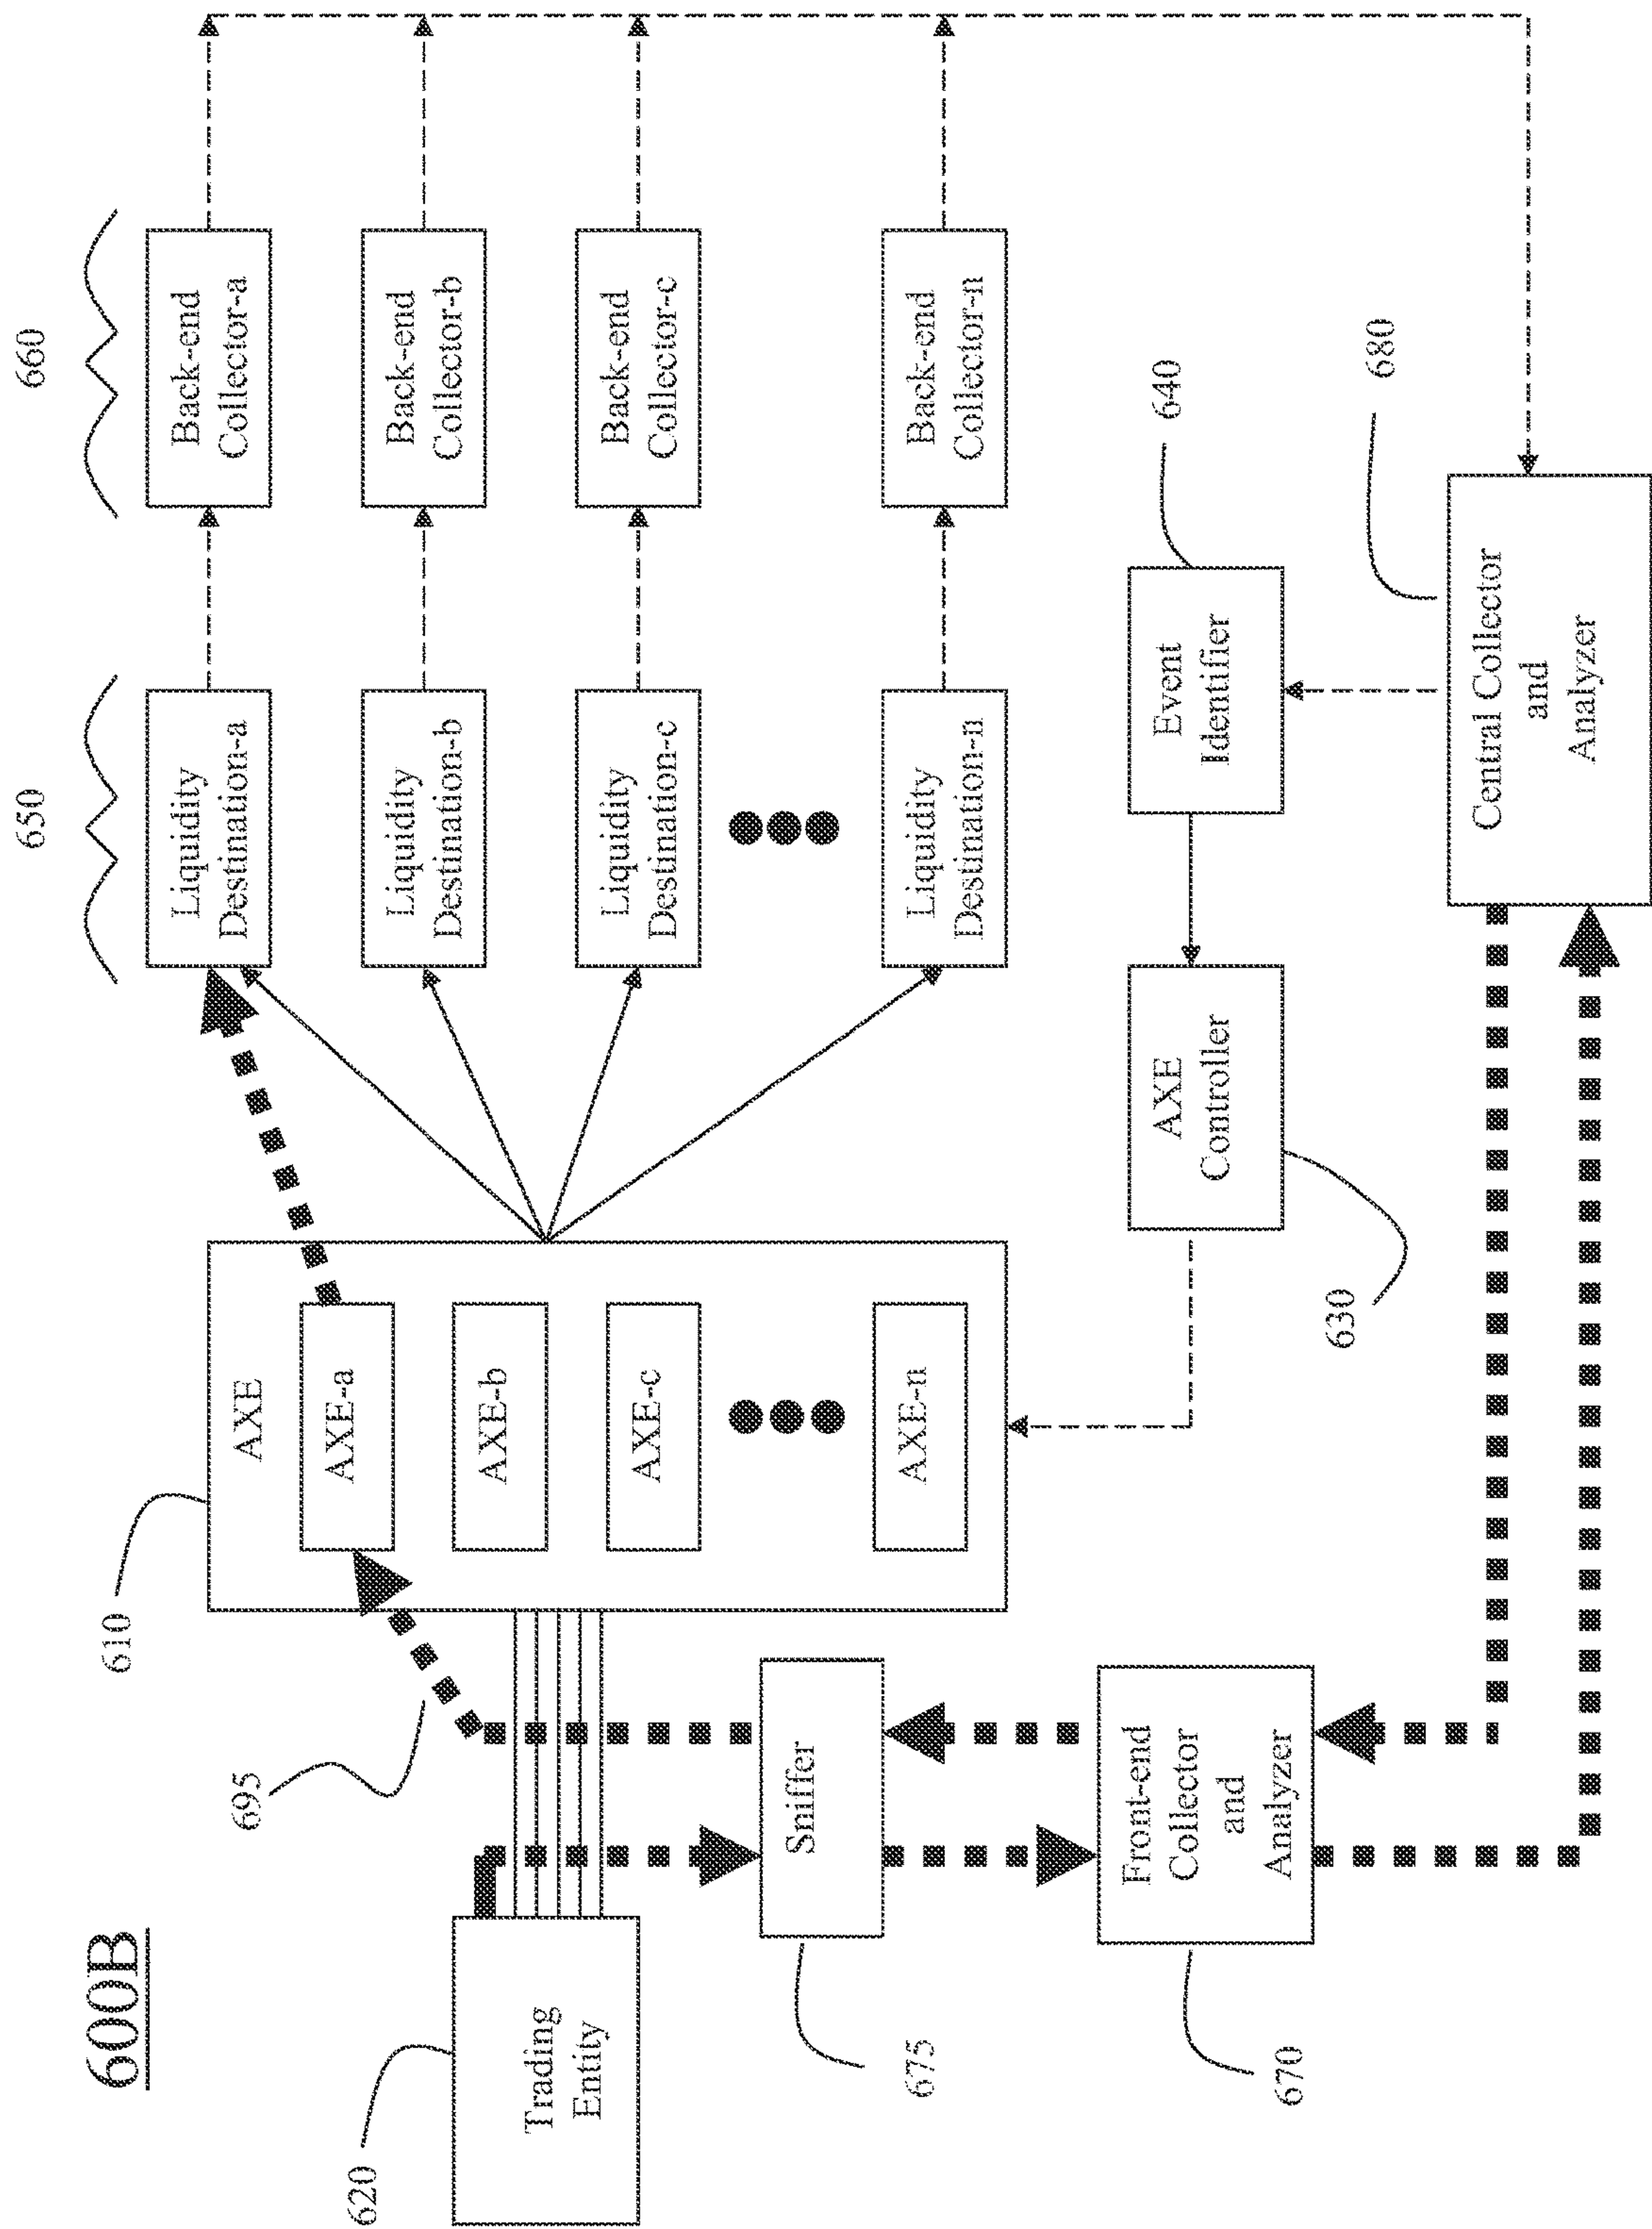 600B
660
650
610
695
620
Back-end
Collector-a
Back-end
Collector-b
Back-end
Collector-c
Back-end
Collector-n
Liquidity
Destination-a
Liquidity
Destination-b
Liquidity
Destination-c
Liquidity
Destination-n
AXE
AXE-a
AXE-b
AXE-c
AXE-n
Trading
Entity
Sniffer
675
Front-end
Collector
and
Analyzer
670
AXE
Controller
630
Event
Identifier
640
Central Collector
and
Analyzer
680